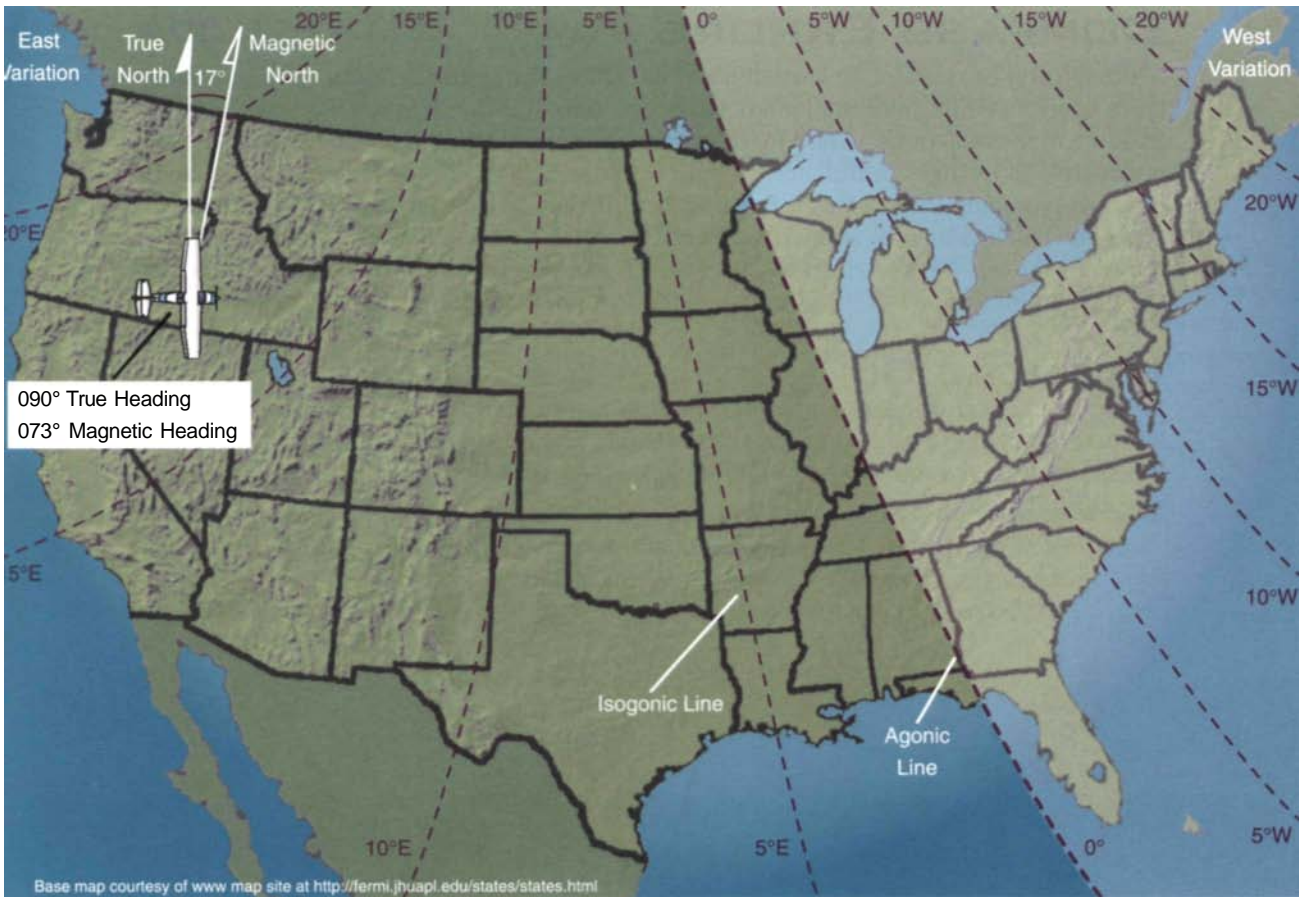 20°E
15°E
10°E
5°E
0°
5°W
10°W
15°W
20°W
East
Variation
True
North
17°
Magnetic
North
West
Variation
20°E
20°W
090° True Heading
073° Magnetic Heading
15°W
5°E
10°W
Isogonic Line
Agonic
Line
10°E
5°E
0°
5°W
Base map courtesy of www map site at http://fermi.jhuapl.edu/states/states.html